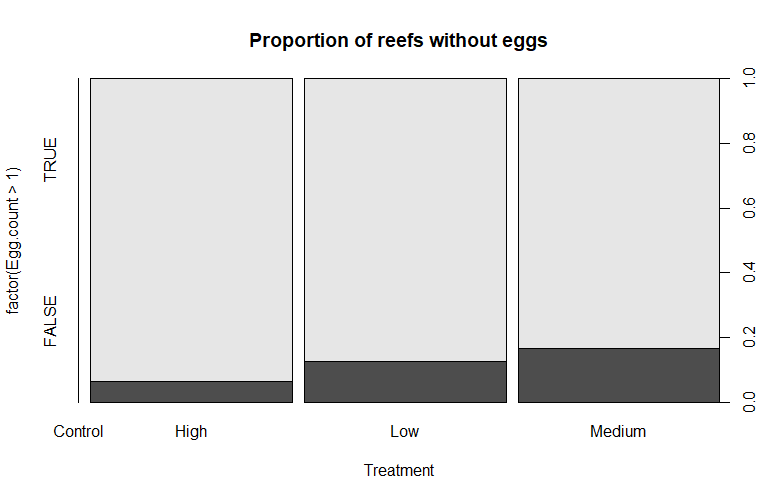 Proportion of reefs without eggs
factor(Egg.count > 1)
TRUE
FALSE
1.0
0.8
0.6
0.4
0.2
0.0
Control High Low Medium
Treatment